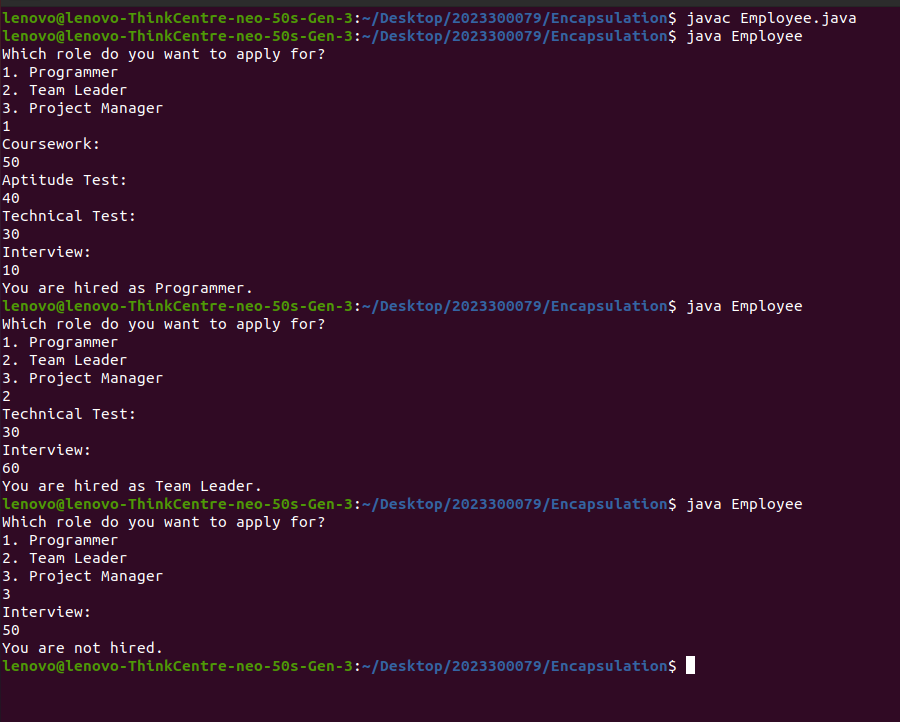 lenovo@lenovo-ThinkCentre-neo-50s-Gen-3:~/Desktop/2023300079/Encapsulation$ javac Employee.java
lenovo@lenovo-ThinkCentre-neo-50s-Gen-3:~/Desktop/2023300079/Encapsulation$ java Employee
Which role do you want to apply for?
1. Programmer
2. Team Leader
3. Project Manager
1
Coursework:
50
Aptitude Test:
40
Technical Test:
30
Interview:
10
You are hired as Programmer.
lenovo@lenovo-ThinkCentre-neo-50s-Gen-3:~/Desktop/2023300079/Encapsulation$ java Employee
Which role do you want to apply for?
1. Programmer
2. Team Leader
3. Project Manager
2
Technical Test:
30
Interview:
60
You are hired as Team Leader.
lenovo@lenovo-ThinkCentre-neo-50s-Gen-3:~/Desktop/2023300079/Encapsulation$ java Employee
Which role do you want to apply for?
1. Programmer
2. Team Leader
3. Project Manager
3
Interview:
50
You are not hired.
lenovo@lenovo-ThinkCentre-neo-50s-Gen-3:~/Desktop/2023300079/Encapsulation$